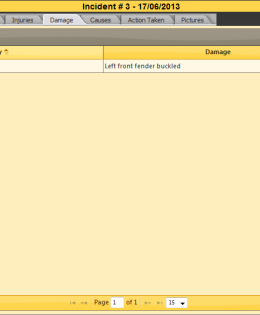 Incident # 3 - 17/06/2013
Injuries Damage Causes Action Taken Pictures
y Damage
Left front fender buckled
Page 1 of 1 15